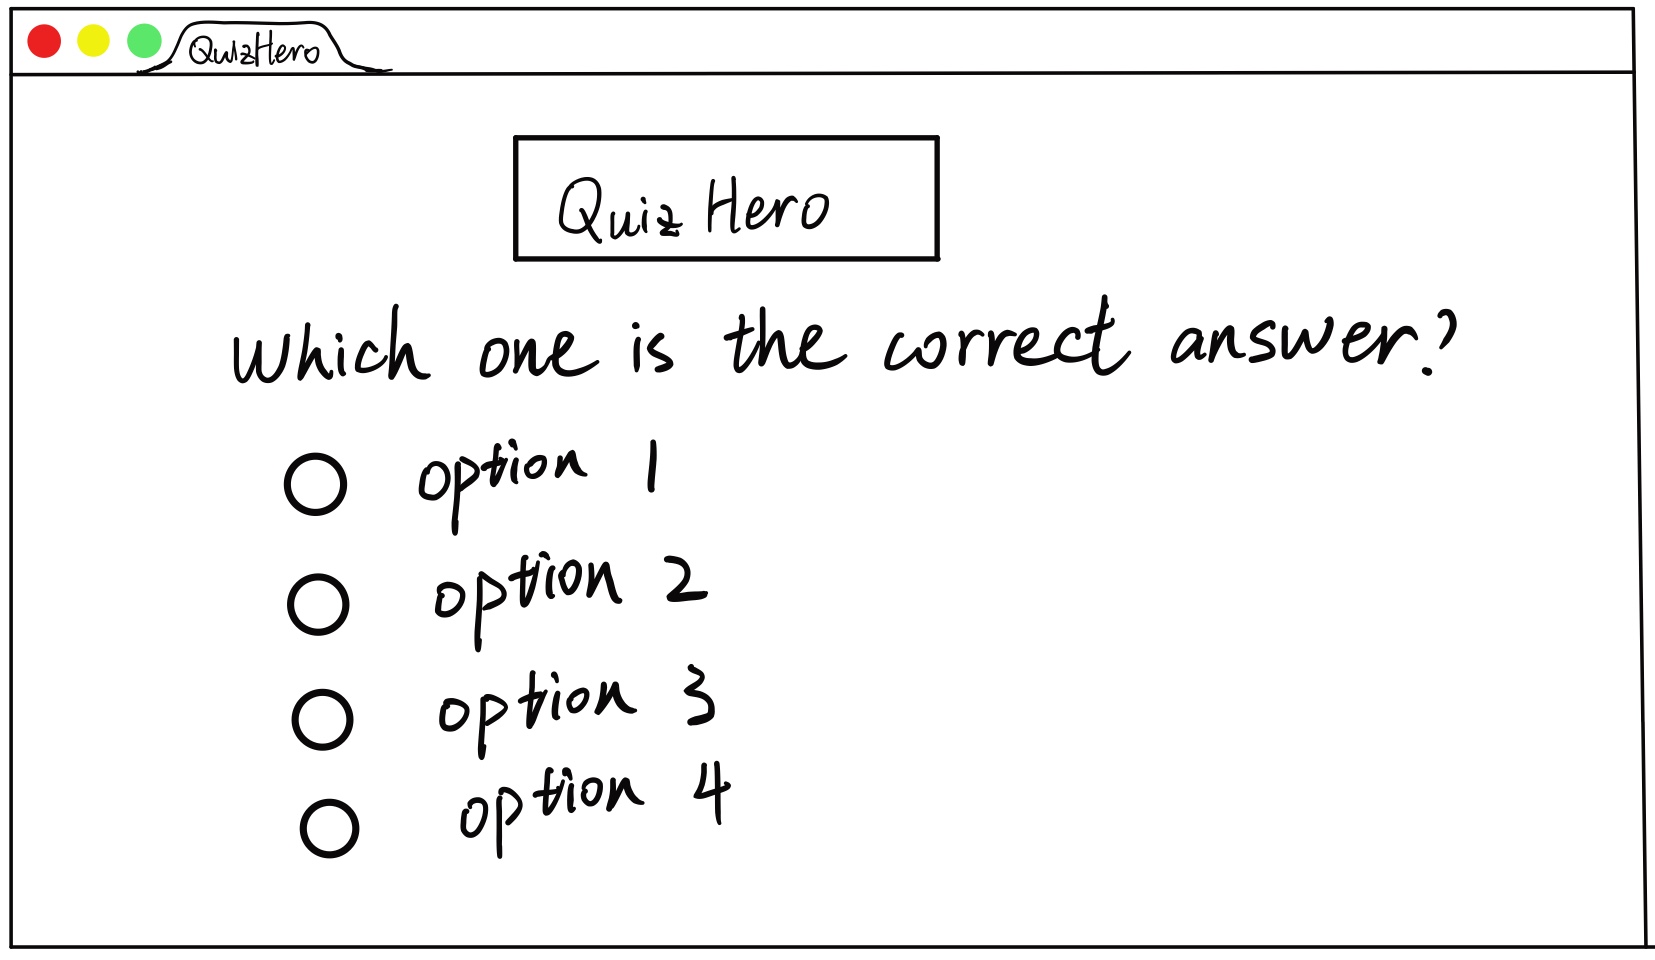 QuizHero
Quiz Hero
Which one is the correct answer?
option 1
option 2
option 3
option 4